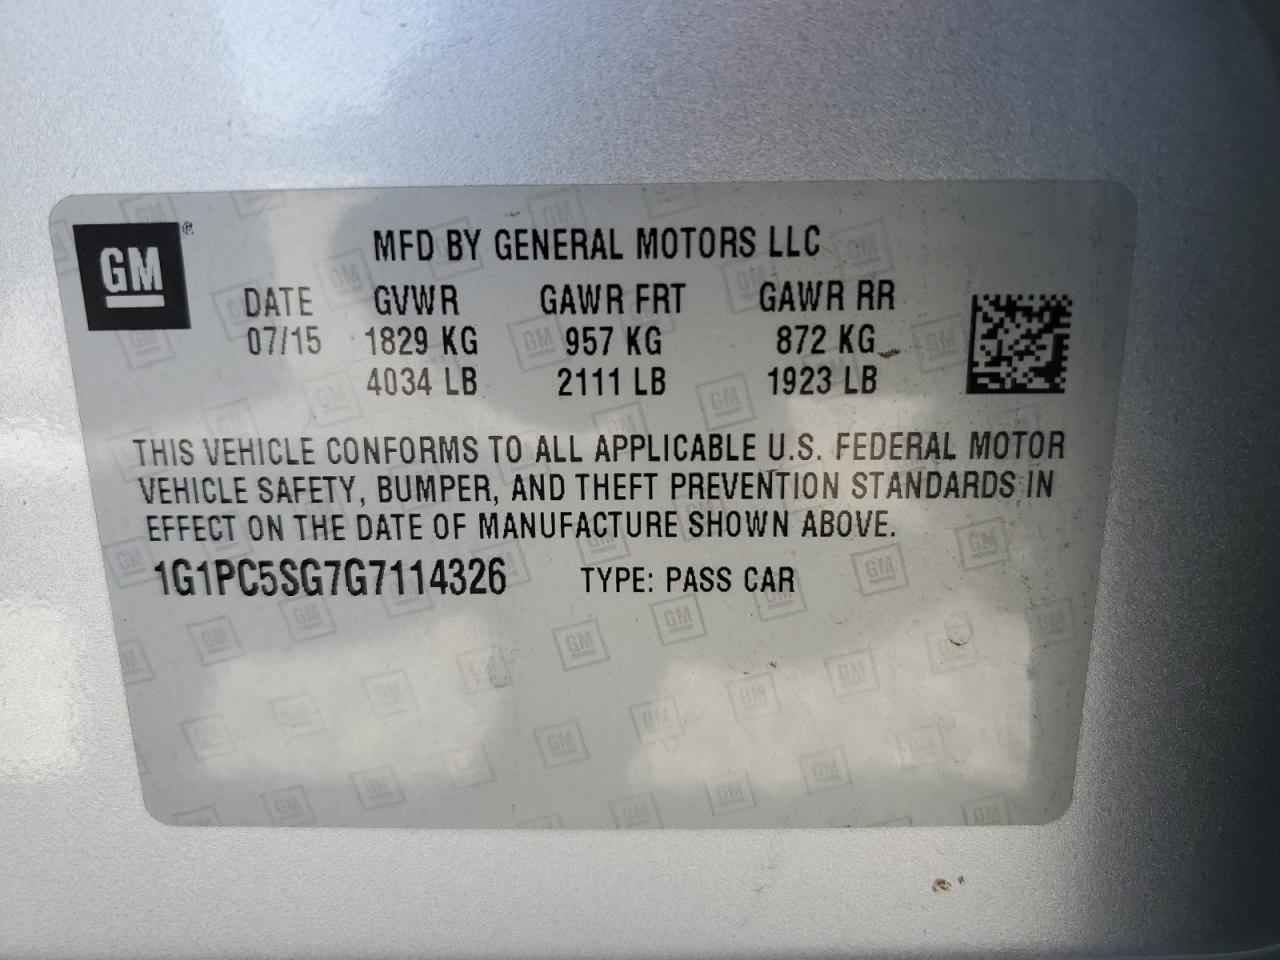 GM®
MFD BY GENERAL MOTORS LLC
DATE GVWR GAWR FRT GAWR RR
07/15 1829 KG 957 KG 872 KG
4034 LB 2111 LB 1923 LB
THIS VEHICLE CONFORMS TO ALL APPLICABLE U.S. FEDERAL MOTOR
VEHICLE SAFETY, BUMPER, AND THEFT PREVENTION STANDARDS IN
EFFECT ON THE DATE OF MANUFACTURE SHOWN ABOVE.
1G1PC5SG7G7114326 TYPE: PASS CAR